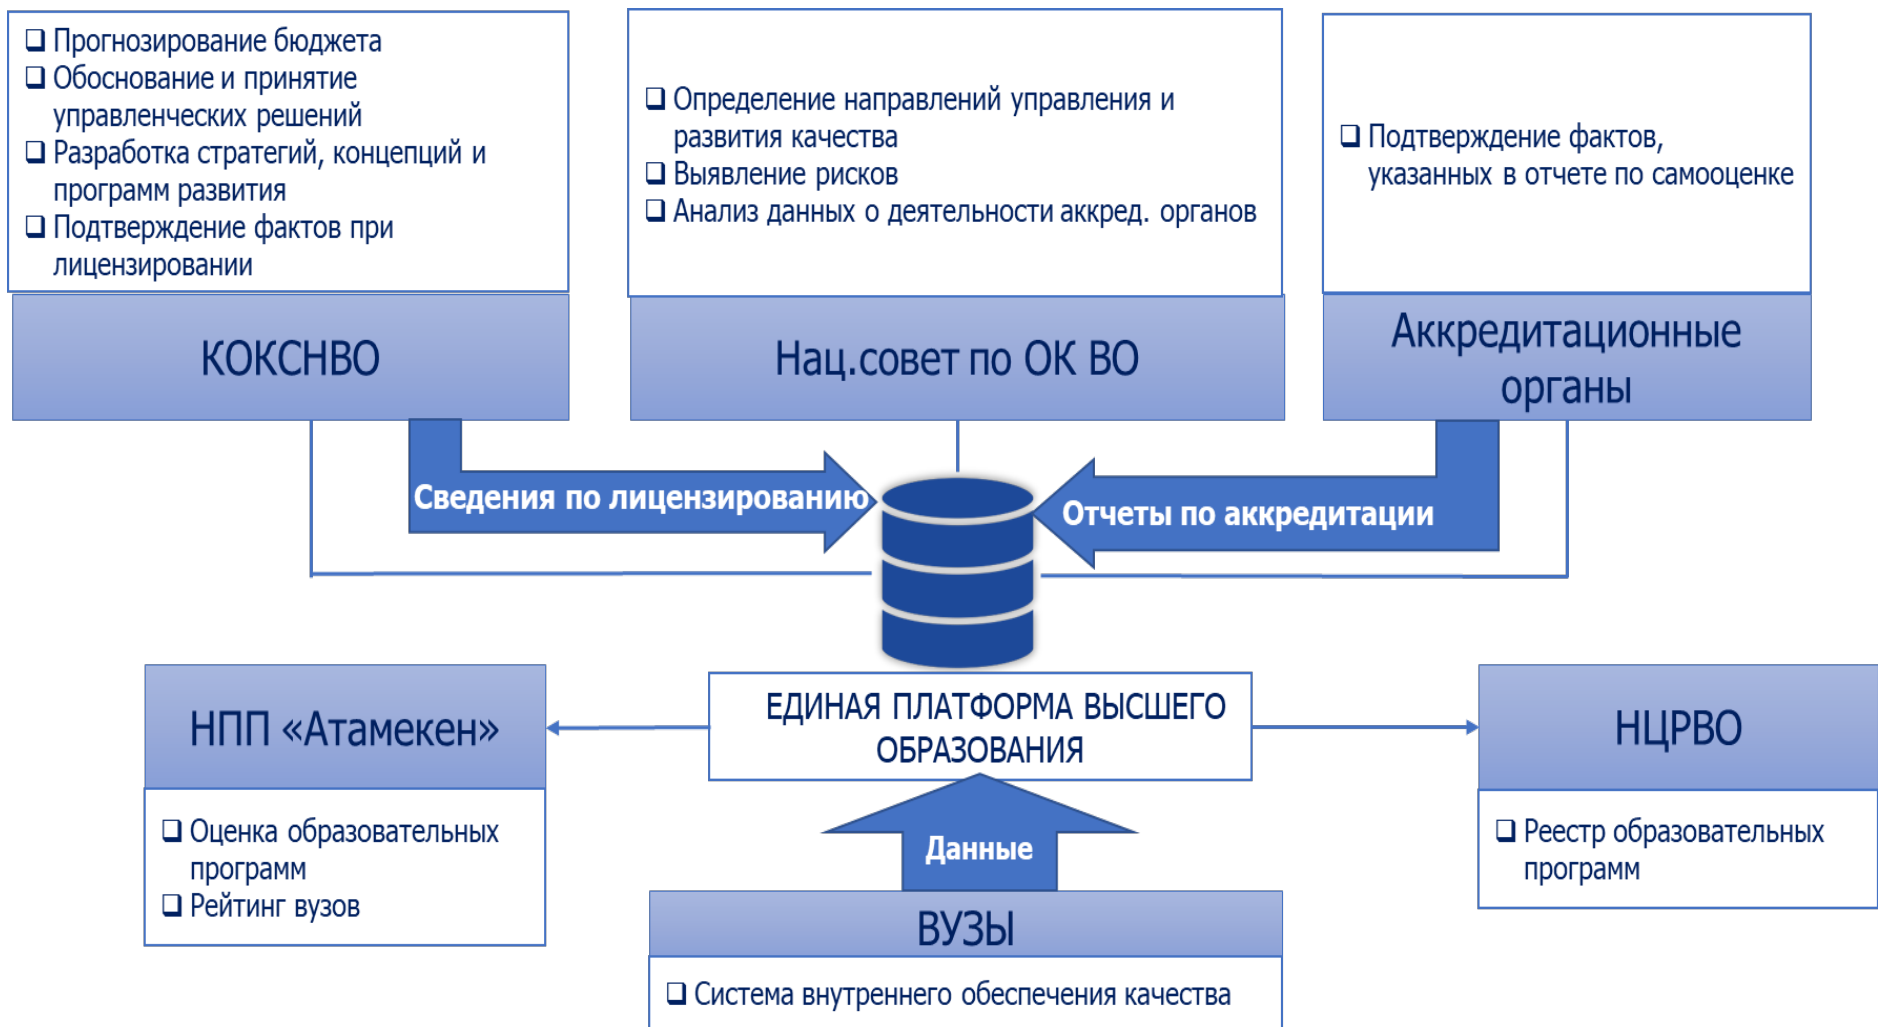 ❑ Прогнозирование бюджета
❑ Обоснование и принятие
управленческих решений
❑ Разработка стратегий, концепций и
программ развития
❑ Подтверждение фактов при
лицензировании
КОКСНВО
❑ Определение направлений управления и
развития качества
❑ Выявление рисков
❑ Анализ данных о деятельности аккред. органов
Нац.совет по ОК ВО
❑ Подтверждение фактов,
указанных в отчете по самооценке
Аккредитационные
органы
Сведения по лицензированию
Отчеты по аккредитации
НПП «Атамекен»
❑ Оценка образовательных
программ
❑ Рейтинг вузов
ЕДИНАЯ ПЛАТФОРМА ВЫСШЕГО
ОБРАЗОВАНИЯ
НЦРВО
❑ Реестр образовательных
программ
Данные
ВУЗЫ
❑ Система внутреннего обеспечения качества